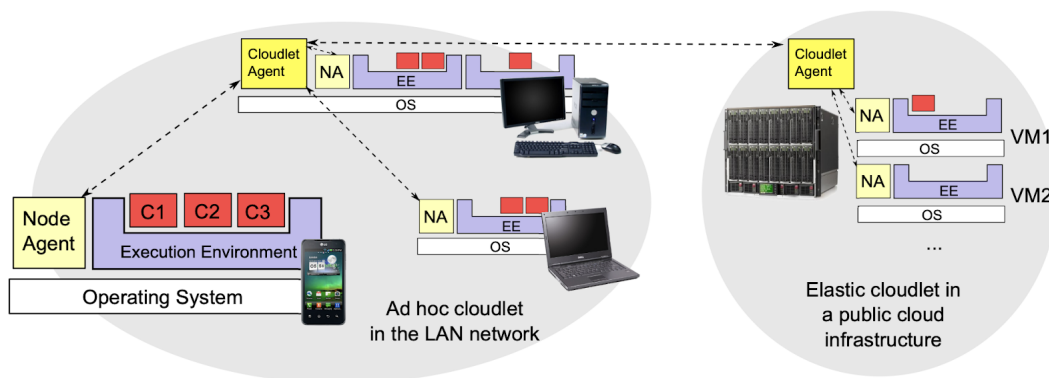 Cloudlet
Agent
NA
EE
OS
Cloudlet
Agent
NA
EE
VM1
OS
NA
EE
VM2
OS
...
Node
Agent
C1
C2
C3
Execution Environment
Operating System
NA
EE
OS
Ad hoc cloudlet
in the LAN network
Elastic cloudlet in
a public cloud
infrastructure